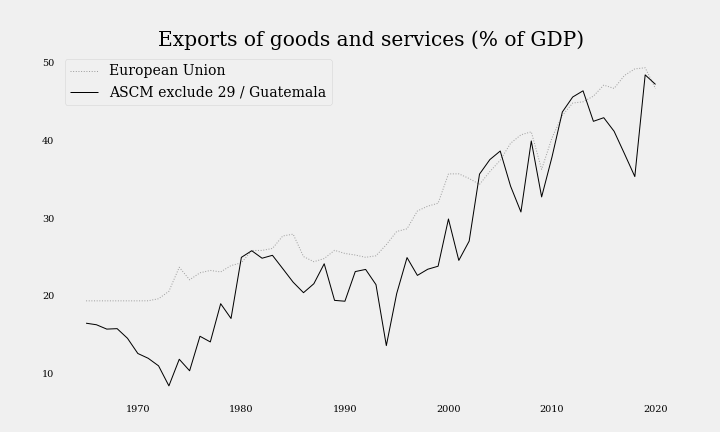 Exports of goods and services (% of GDP)
European Union
ASCM exclude 29 / Guatemala
50
40
30
20
10
1970 1980 1990 2000 2010 2020